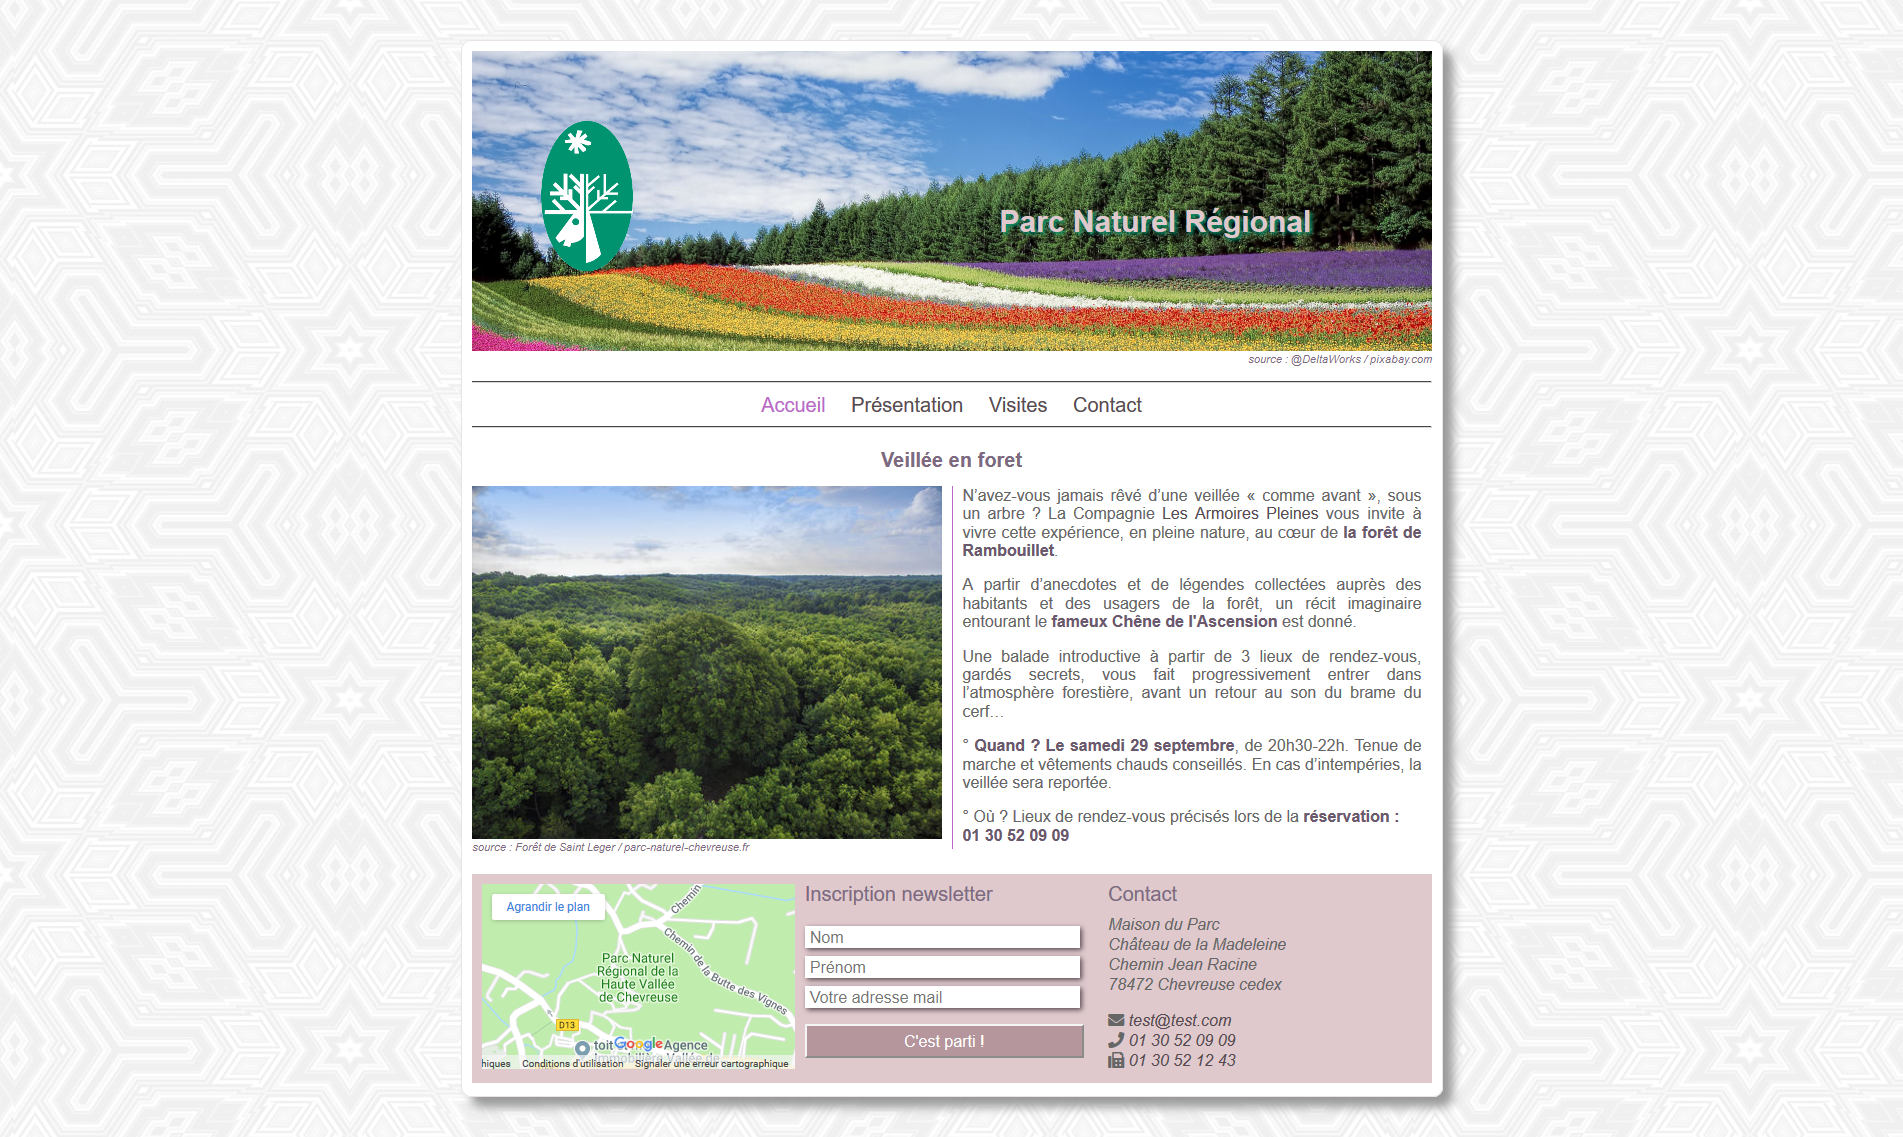 Parc Naturel Régional
source : @DeltaWorks / pixabay.com
Accueil Présentation Visites Contact
Veillée en foret
N’avez-vous jamais rêvé d’une veillée « comme avant », sous
un arbre ? La Compagnie Les Armoires Pleines vous invite à
vivre cette expérience, en pleine nature, au cœur de la forêt de
Rambouillet.
A partir d’anecdotes et de légendes collectées auprès des
habitants et des usagers de la forêt, un récit imaginaire
entourant le fameux Chêne de l'Ascension est donné.
Une balade introductive à partir de 3 lieux de rendez-vous,
gardés secrets, vous fait progressivement entrer dans
l’atmosphère forestière, avant un retour au son du brame du
cerf…
° Quand ? Le samedi 29 septembre, de 20h30-22h. Tenue de
marche et vêtements chauds conseillés. En cas d’intempéries, la
veillée sera reportée.
° Où ? Lieux de rendez-vous précisés lors de la réservation :
01 30 52 09 09
source : Forêt de Saint Leger / parc-naturel-chevreuse.fr
Agrandir le plan
Chemin
Chemin de la Butte des Vignes
Parc Naturel
Régional de la
Haute Vallée
de Chevreuse
D13
toit Google Agence
Immobilière Vallée de
hiques Conditions d'utilisation Signaler une erreur cartographique
Inscription newsletter
Nom
Prénom
Votre adresse mail
C'est parti !
Contact
Maison du Parc
Château de la Madeleine
Chemin Jean Racine
78472 Chevreuse cedex
test@test.com
01 30 52 09 09
01 30 52 12 43